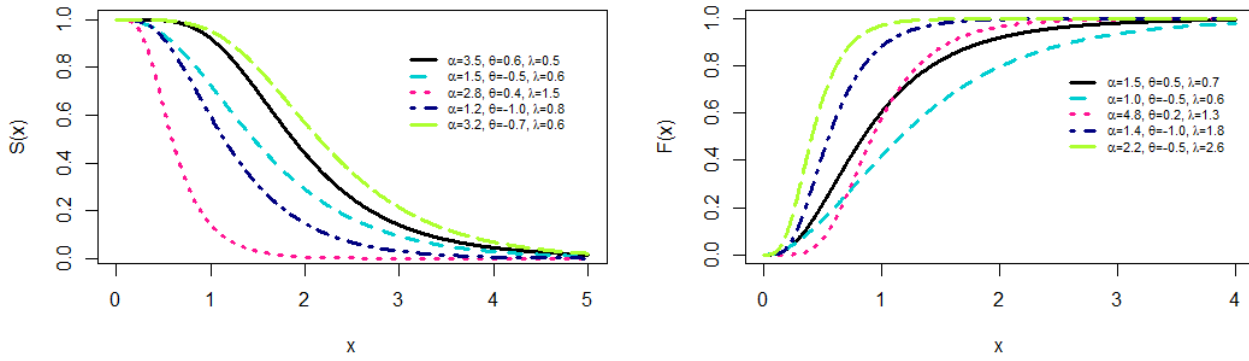 S(x)
1.0
0.8
0.6
0.4
0.2
0.0
α=3.5, θ=0.6, λ=0.5
α=1.5, θ=-0.5, λ=0.6
α=2.8, θ=0.4, λ=1.5
α=1.2, θ=-1.0, λ=0.8
α=3.2, θ=-0.7, λ=0.6
0 1 2 3 4 5
x
F(x)
1.0
0.8
0.6
0.4
0.2
0.0
α=1.5, θ=0.5, λ=0.7
α=1.0, θ=-0.5, λ=0.6
α=4.8, θ=0.2, λ=1.3
α=1.4, θ=-1.0, λ=1.8
α=2.2, θ=-0.5, λ=2.6
0 1 2 3 4
x